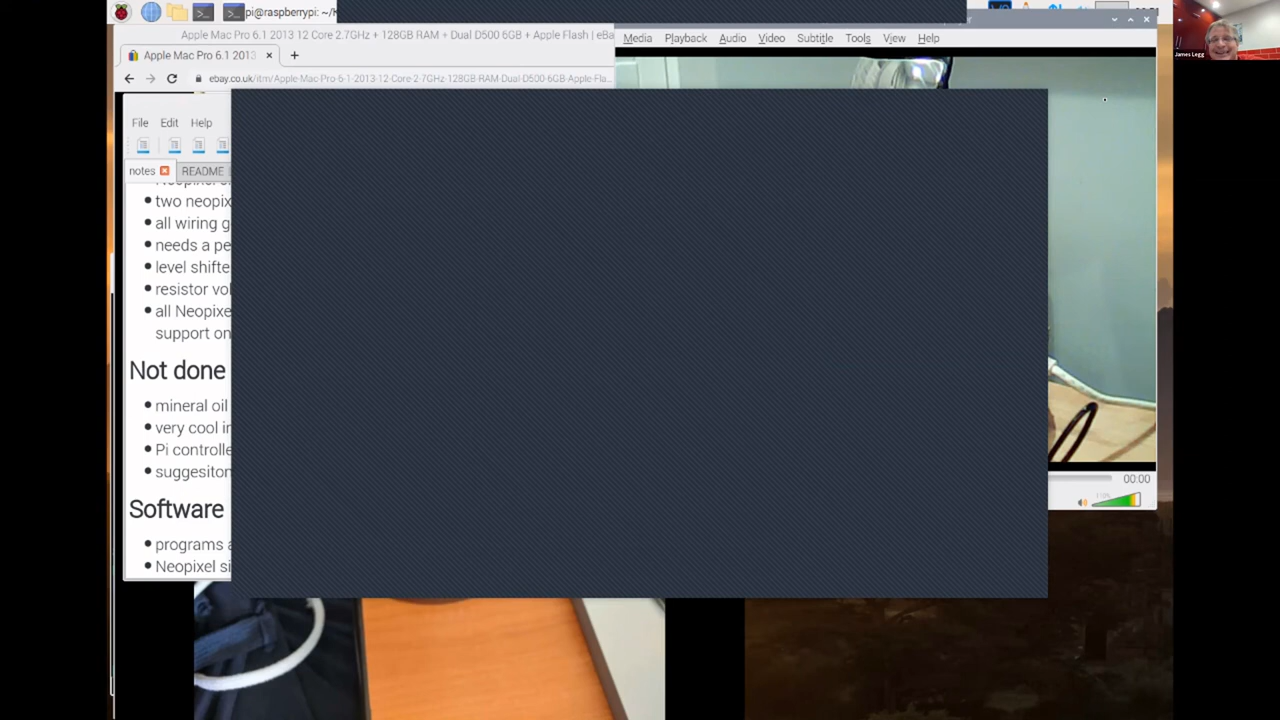 pi@raspberrypi: ~/
Apple Mac Pro 6.1 2013 12 Core 2.7GHz + 128GB RAM + Dual D500 6GB + Apple Flash | eBa
Apple Mac Pro 6.1 2013
ebay.co.uk/itm/Apple-Mac-Pro-6-1-2013-12-Core-2-7GHz-128GB-RAM-Dual-D500-6GB-Apple-Fla...
Media Playback Audio Video Subtitle Tools View Help
James Legg
File Edit Help
notes README
two neopix
all wiring g
needs a pe
level shifte
resistor vol
all Neopixe
support on
Not done
mineral oil
very cool in
Pi controlle
suggesiton
Software
programs a
Neopixel si
00:00